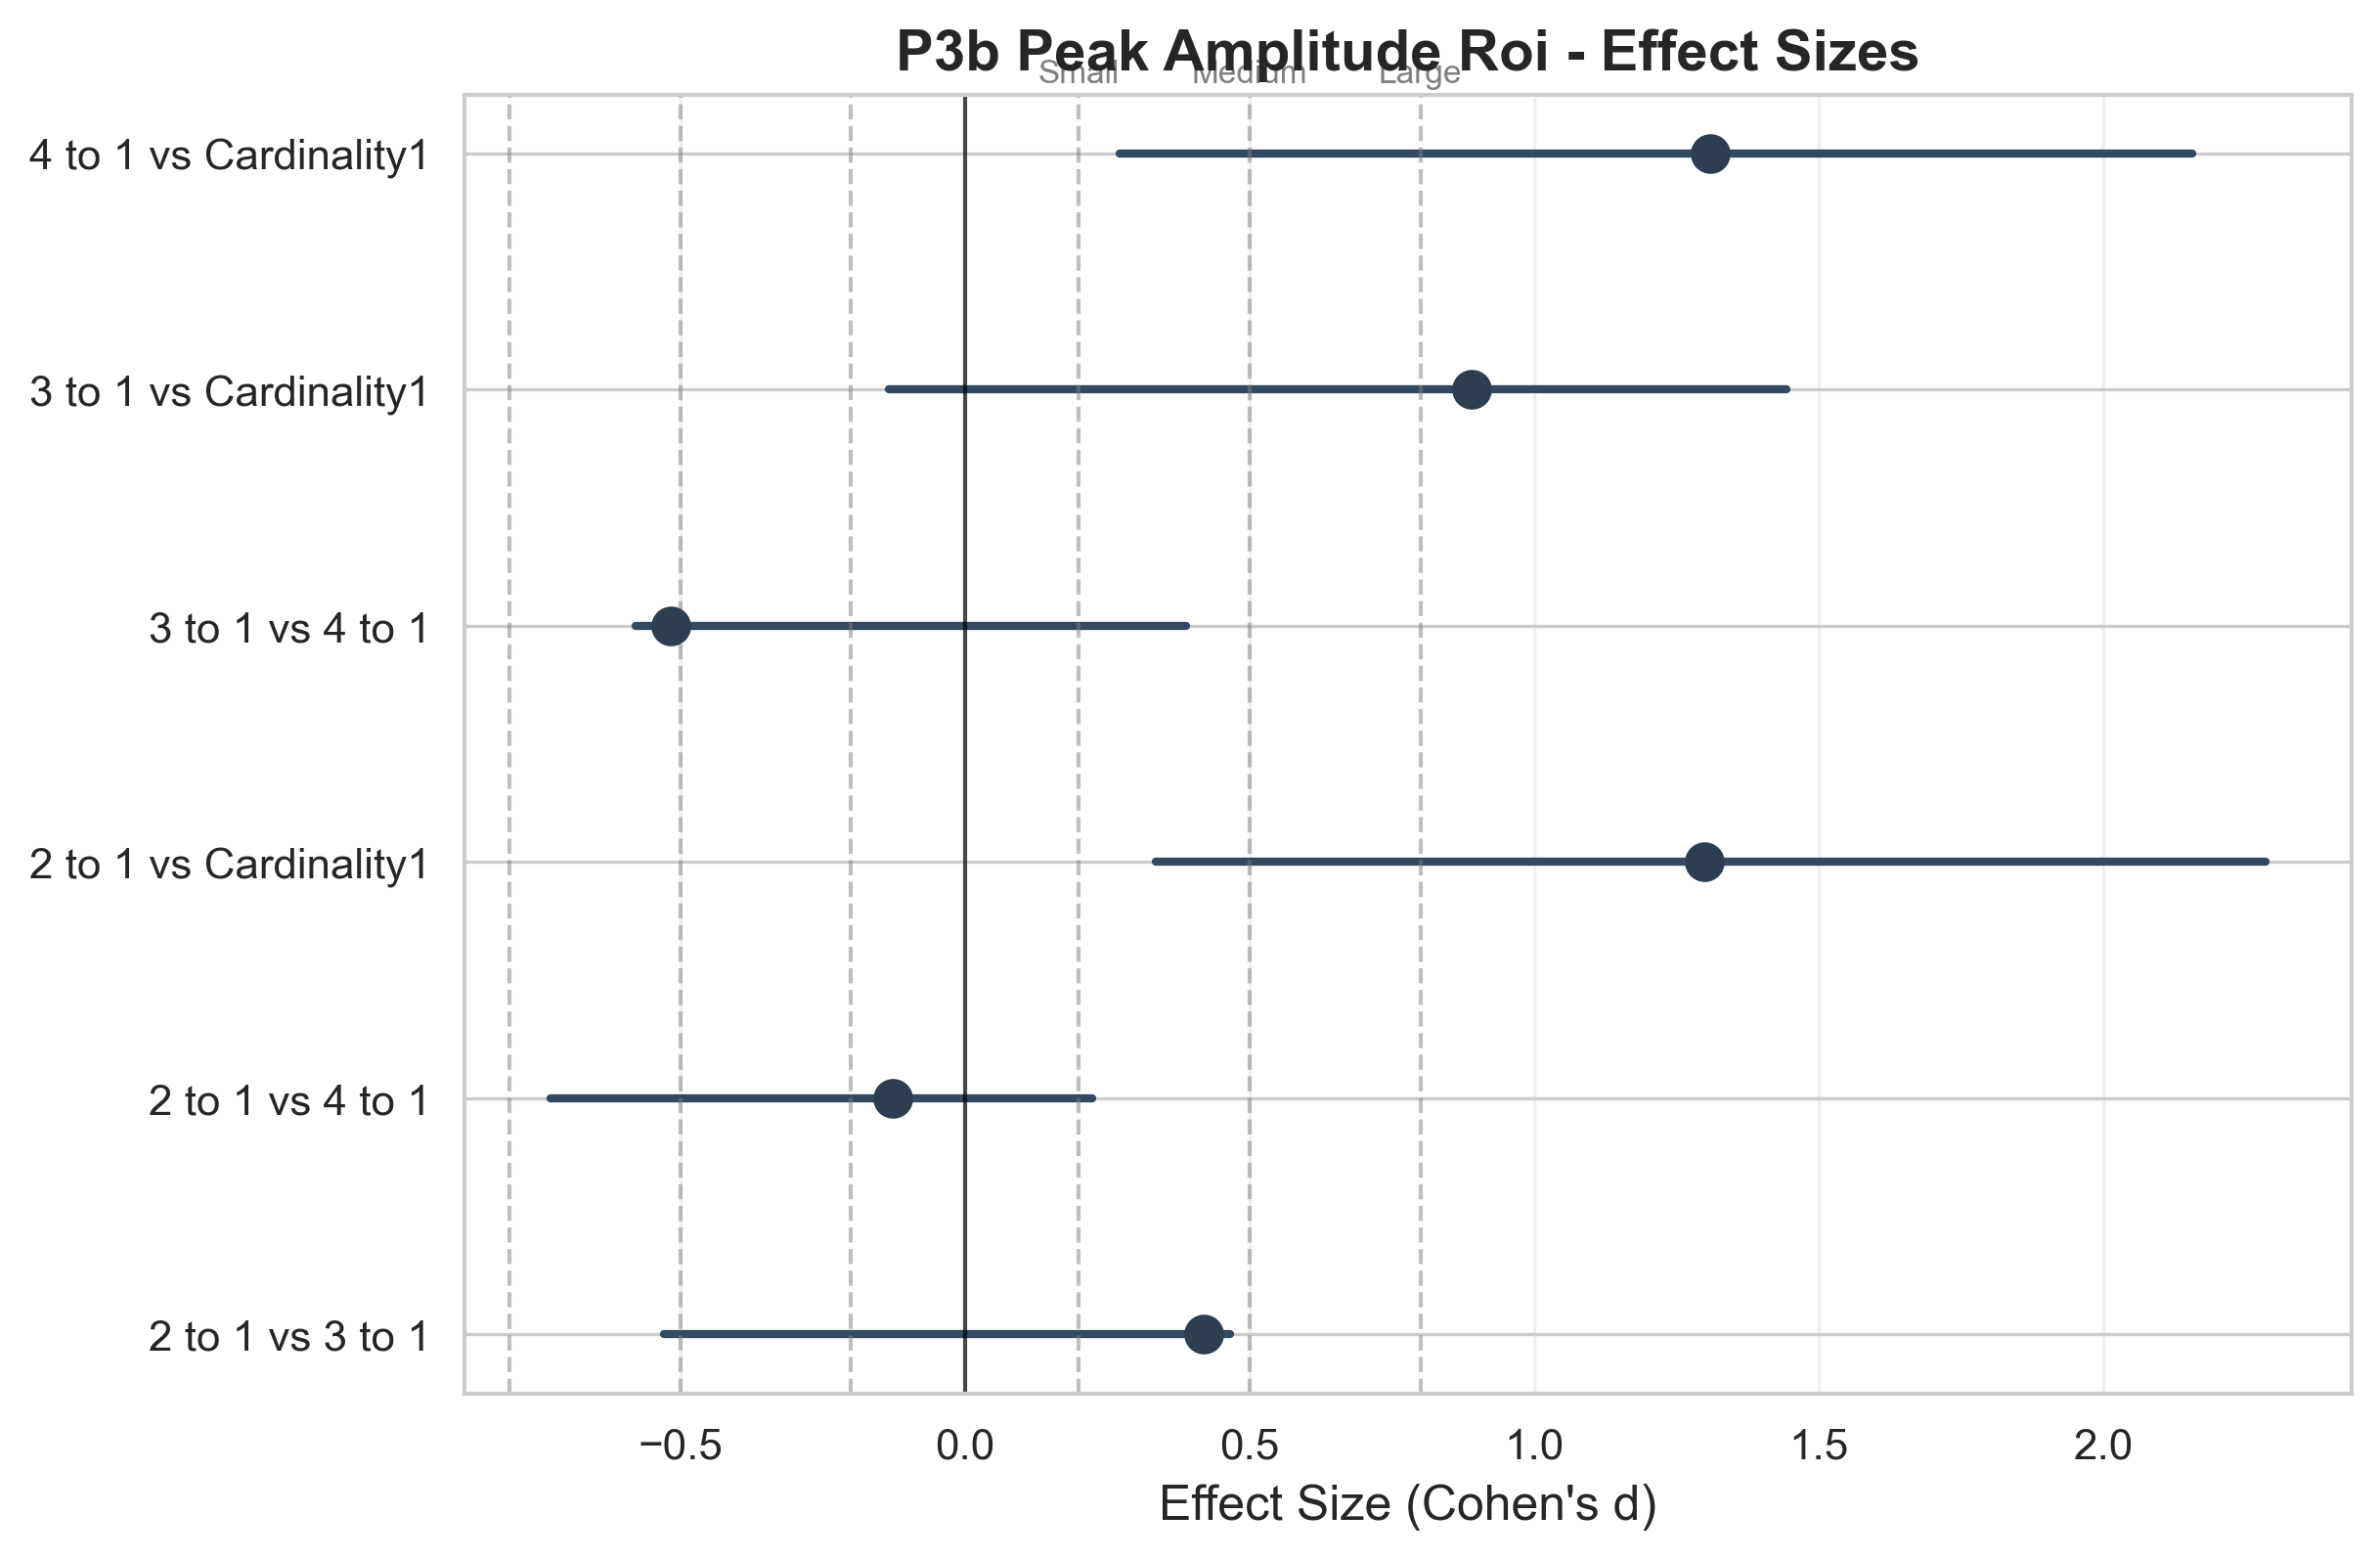 P3b Peak Amplitude Roi - Effect Sizes
Small Medium Large
4 to 1 vs Cardinality1
3 to 1 vs Cardinality1
3 to 1 vs 4 to 1
2 to 1 vs Cardinality1
2 to 1 vs 4 to 1
2 to 1 vs 3 to 1
−0.5 0.0 0.5 1.0 1.5 2.0
Effect Size (Cohen's d)